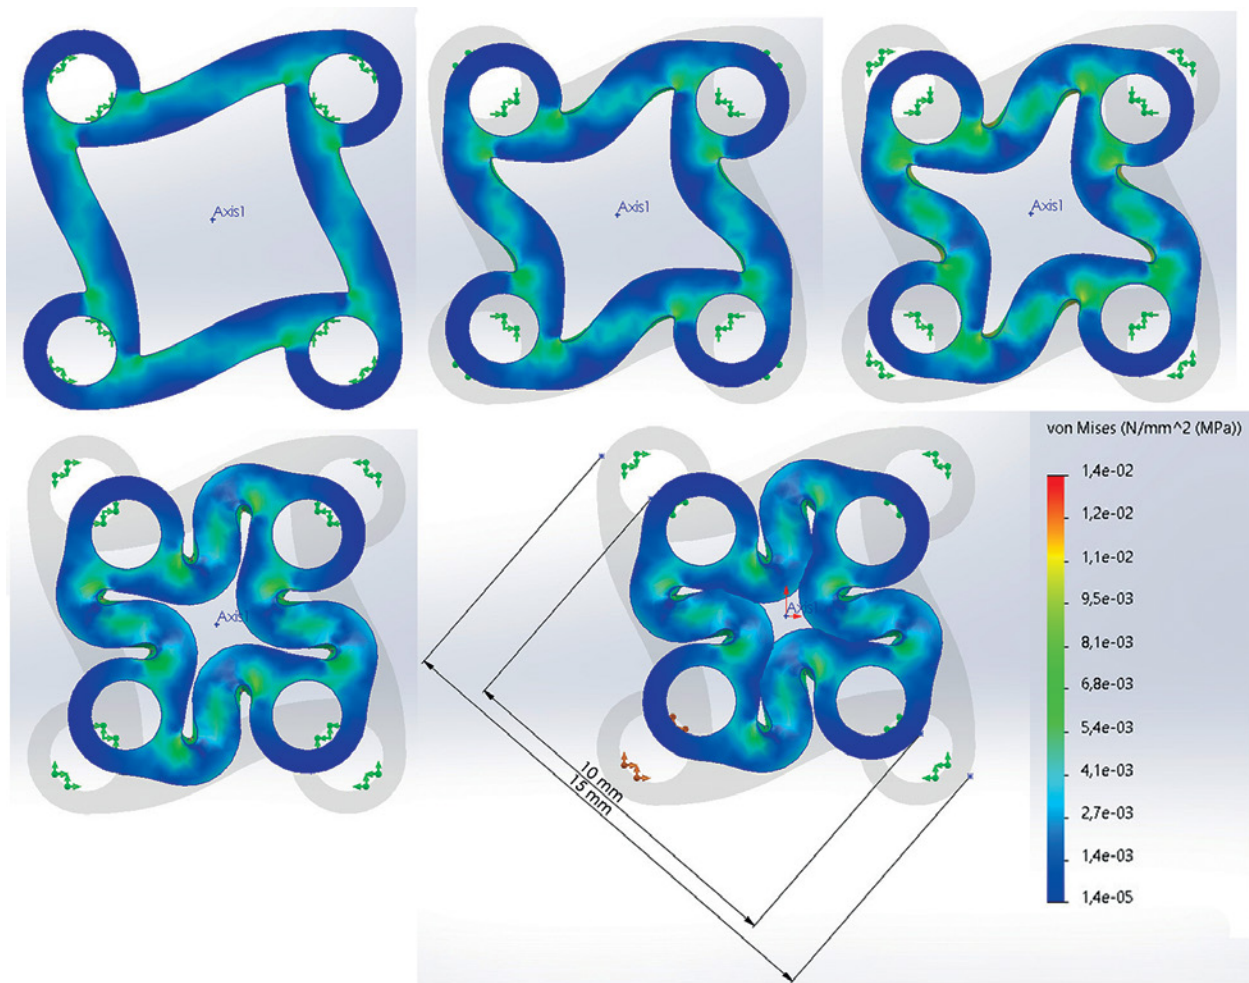 Axis1
Axis1
Axis1
Axis1
Axis1
10 mm
15 mm
von Mises (N/mm^2 (MPa))
1,4e-02
1,2e-02
1,1e-02
9,5e-03
8,1e-03
6,8e-03
5,4e-03
4,1e-03
2,7e-03
1,4e-03
1,4e-05